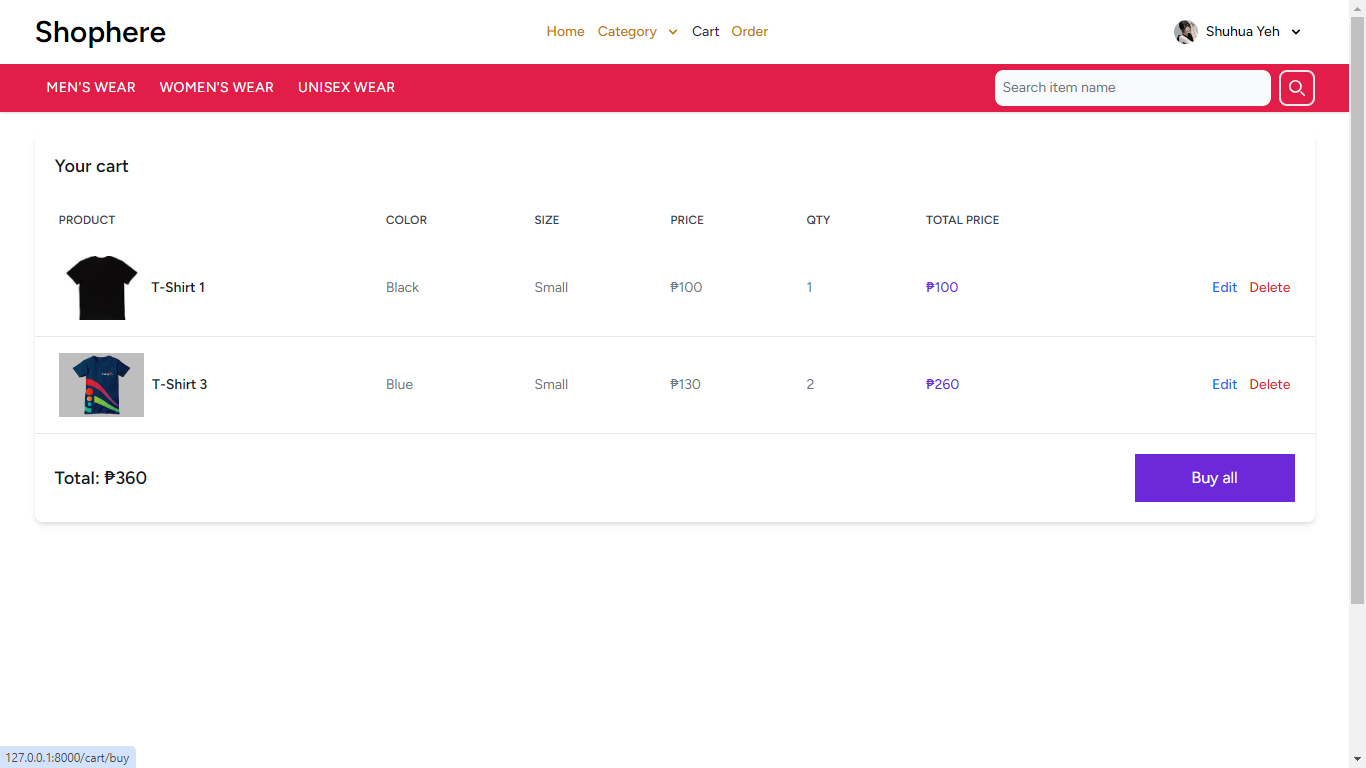 Shophere
Home Category Cart Order
Shuhua Yeh
MEN'S WEAR WOMEN'S WEAR UNISEX WEAR
Search item name
Your cart
PRODUCT COLOR SIZE PRICE QTY TOTAL PRICE
T-Shirt 1 Black Small ₱100 1 ₱100 Edit Delete
T-Shirt 3 Blue Small ₱130 2 ₱260 Edit Delete
Total: ₱360
Buy all
127.0.0.1:8000/cart/buy